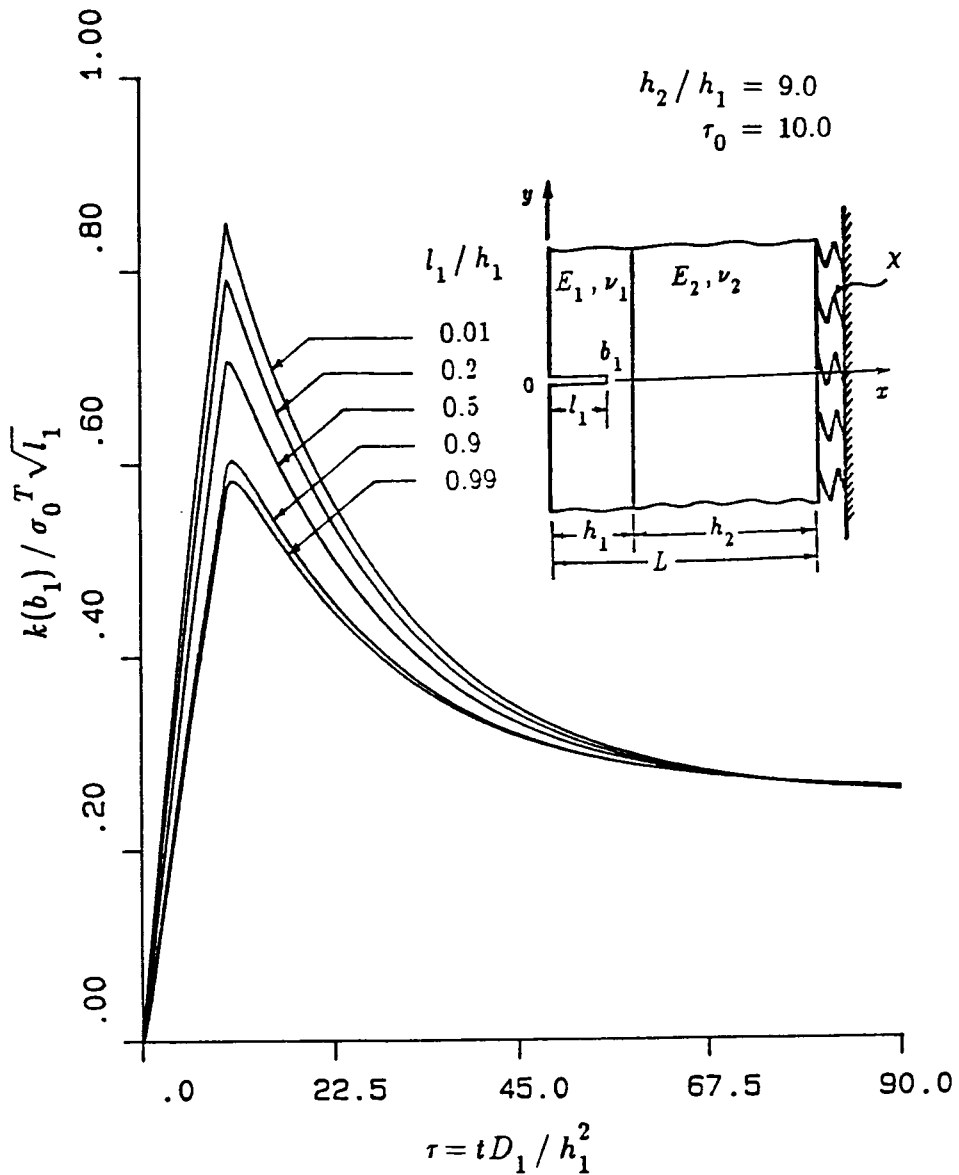 1.00
.80
.60
.40
.20
.00
k(b₁) / σ₀ᵀ √l₁
h₂ / h₁ = 9.0
τ₀ = 10.0
l₁ / h₁
0.01
0.2
0.5
0.9
0.99
y
E₁, ν₁
E₂, ν₂
χ
b₁
0
l₁
x
h₁
h₂
L
.0
22.5
45.0
67.5
90.0
τ = tD₁ / h₁²